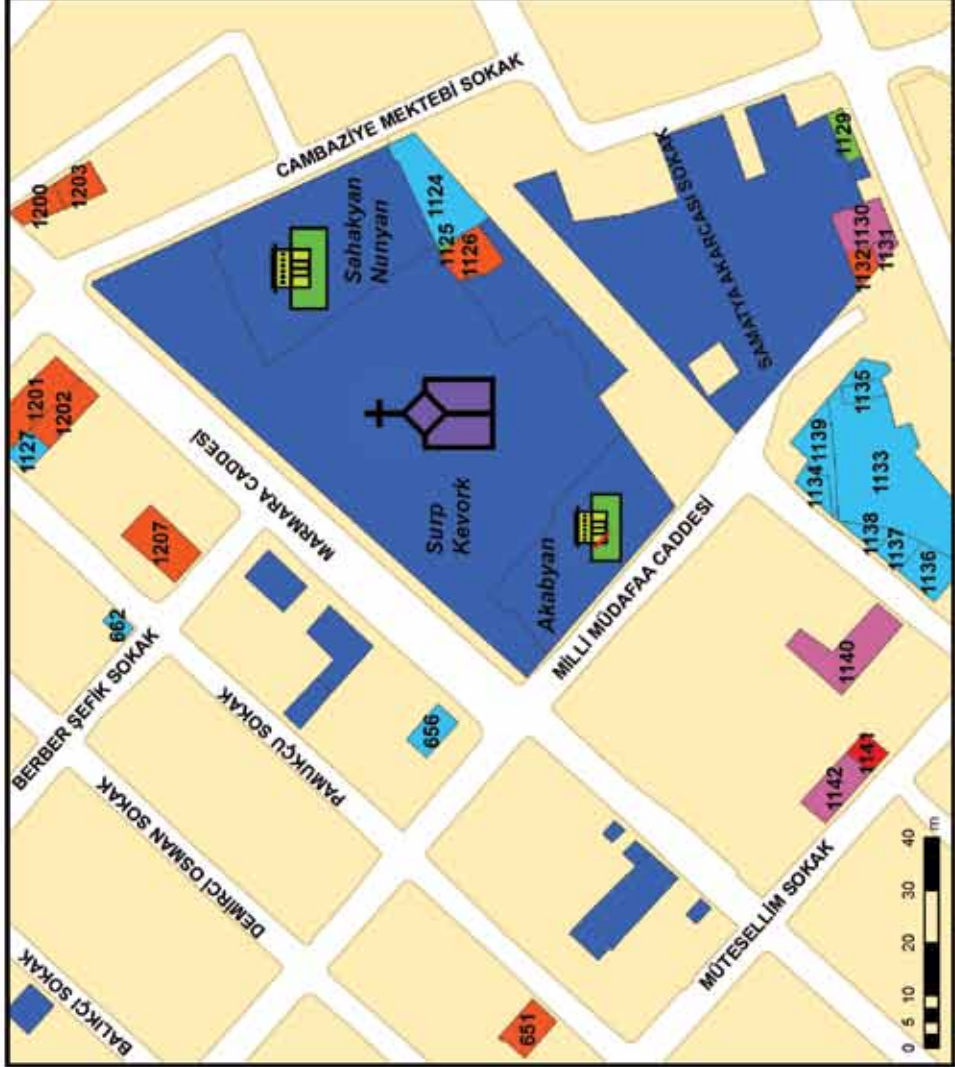 1200
1203
CAMBAZİYE MEKTEBİ SOKAK
1201
1202
1127
1207
662
BERBER ŞEFİK SOKAK
MARMARA CADDESİ
Sahakyan
Nunyan
1124
1125
1126
SAMATYA AKARCASI SOKAK
1129
1130
1131
1132
Surp
Kevork
Akabyan
MİLLİ MÜDAFAA CADDESİ
PAMUKÇU SOKAK
656
DEMİRCİ OSMAN SOKAK
BALIKÇI SOKAK
651
MÜTESELLİM SOKAK
1135
1139
1134
1133
1138
1137
1136
1140
1141
1142
0 5 10 20 30 40
m